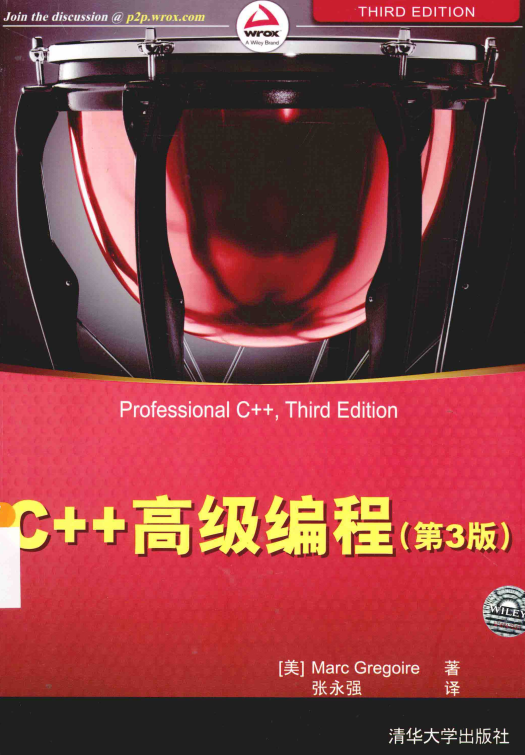 Join the discussion @ p2p.wrox.com
wrox
A Wiley Brand
THIRD EDITION
Professional C++, Third Edition
C++高级编程(第3版)
WILEY
[美] Marc Gregoire 著
张永强 译
清华大学出版社